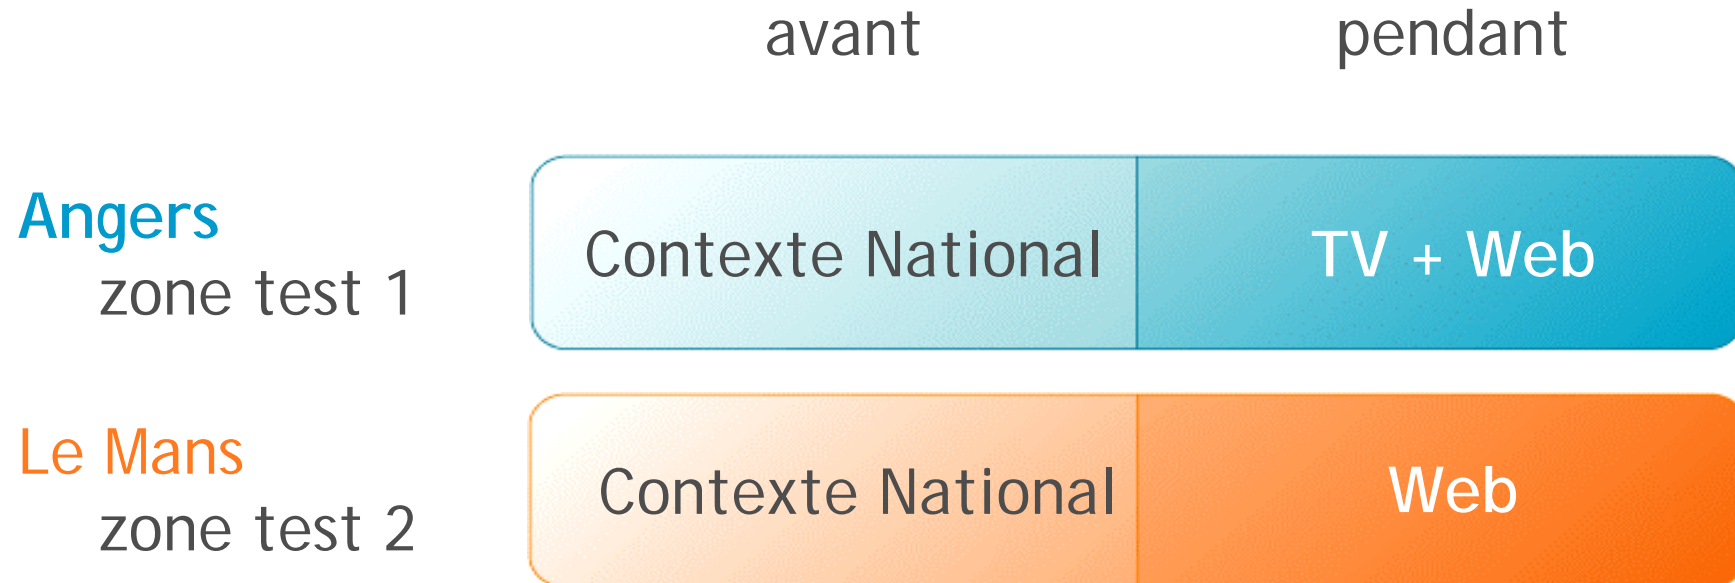 avant pendant
Angers
zone test 1
Contexte National TV + Web
Le Mans
zone test 2
Contexte National Web